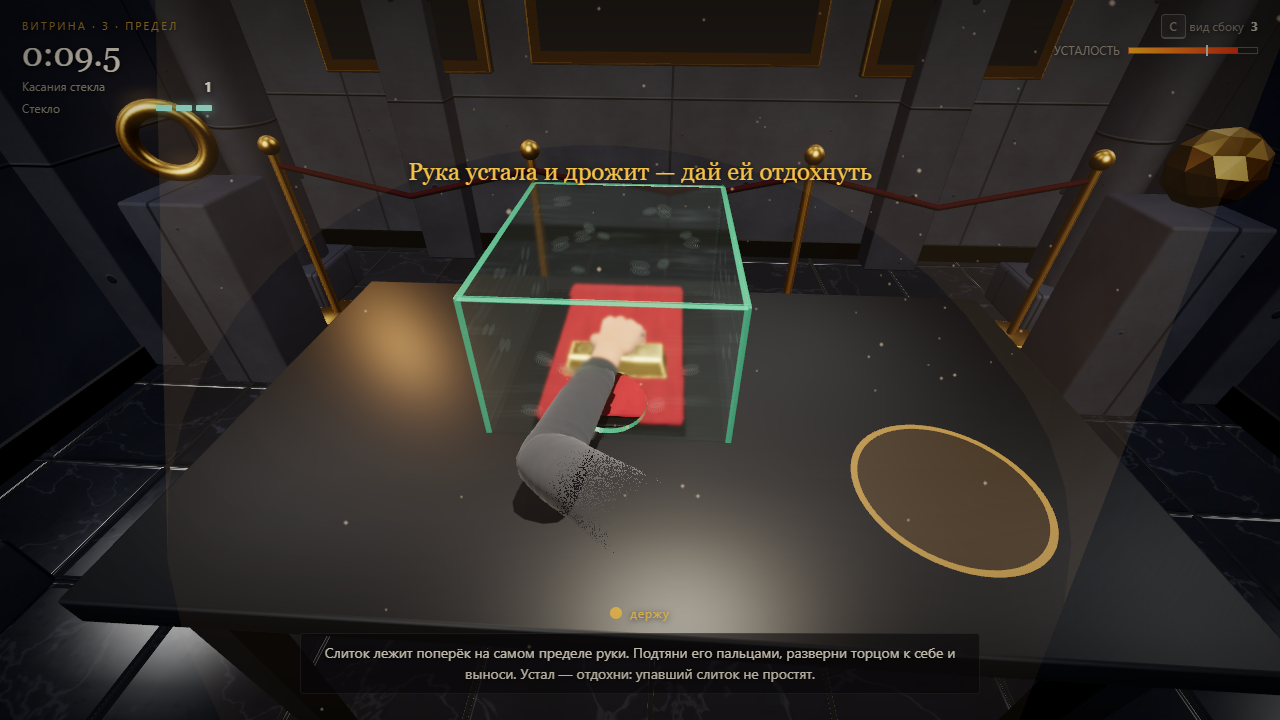 ВИТРИНА · 3 · ПРЕДЕЛ
0:09.5
Касания стекла 1
Стекло
C вид сбоку 3
УСТАЛОСТЬ
Рука устала и дрожит — дай ей отдохнуть
держу
Слиток лежит поперёк на самом пределе руки. Подтяни его пальцами, разверни торцом к себе и
выноси. Устал — отдохни: упавший слиток не простят.